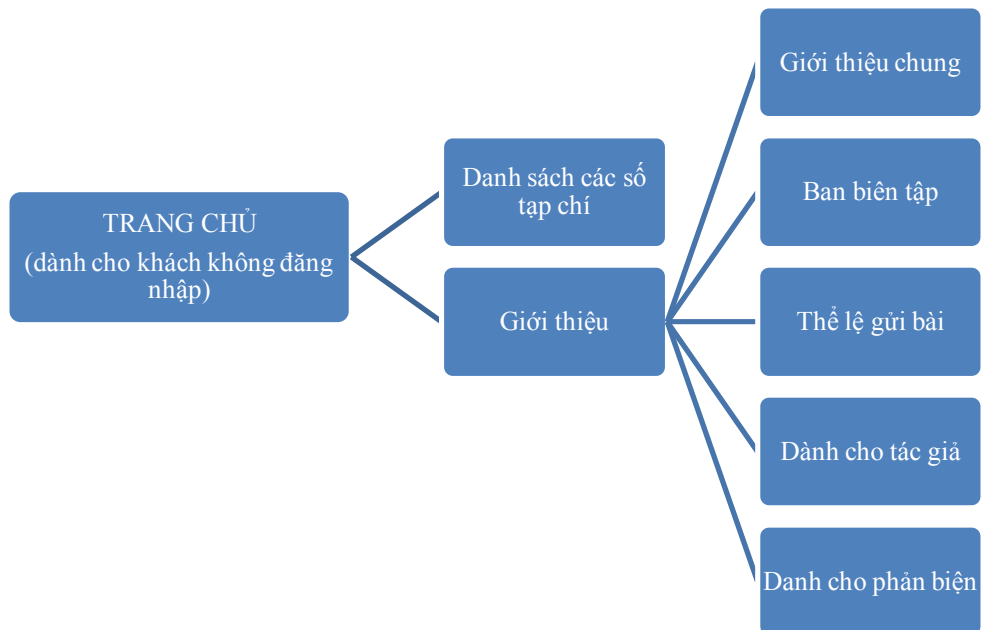 TRANG CHỦ
(dành cho khách không đăng
nhập)
Danh sách các số
tạp chí
Giới thiệu
Giới thiệu chung
Ban biên tập
Thể lệ gửi bài
Dành cho tác giả
Danh cho phản biện